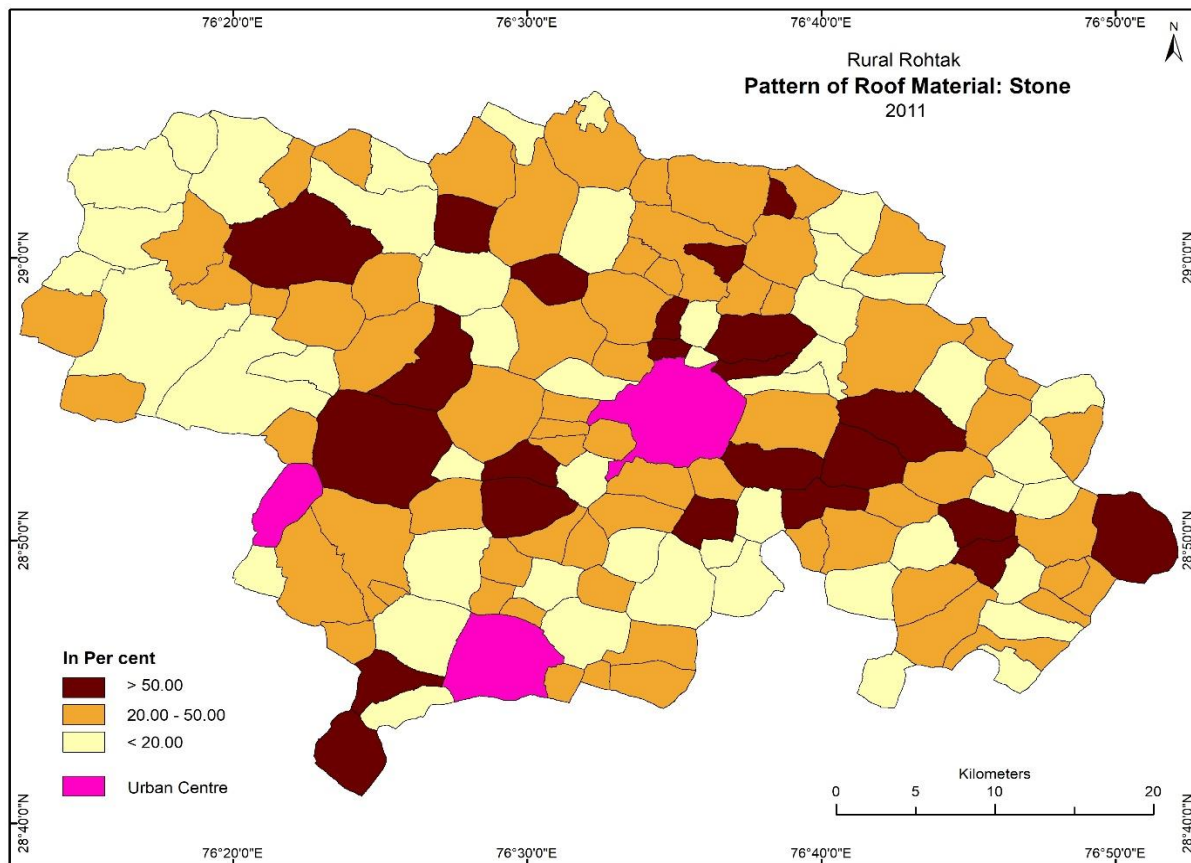 76°20'0"E 76°30'0"E 76°40'0"E 76°50'0"E
N
Rural Rohtak
Pattern of Roof Material: Stone
2011
29°0'0"N 29°0'0"N
28°50'0"N 28°50'0"N
In Per cent
> 50.00
20.00 - 50.00
< 20.00
Urban Centre
Kilometers
0 5 10 20
28°40'0"N 28°40'0"N
76°20'0"E 76°30'0"E 76°40'0"E 76°50'0"E